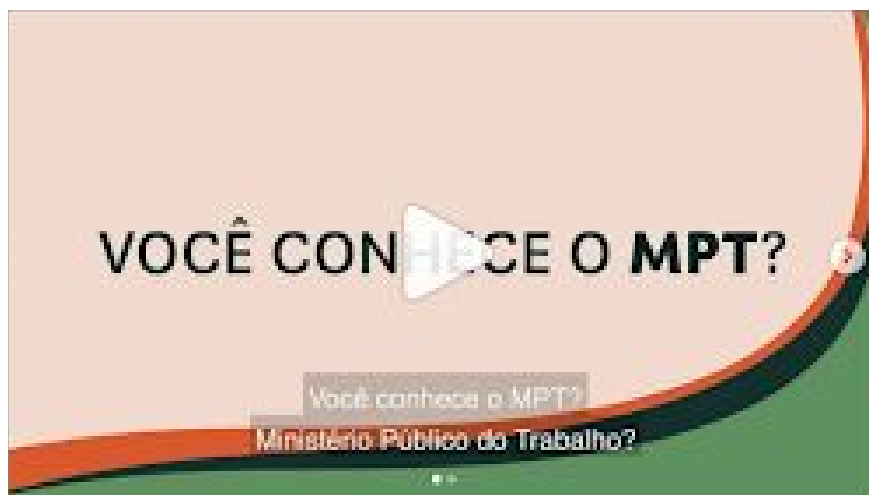 VOCÊ CONHECE O MPT?
Você conhece o MPT?
Ministério Público do Trabalho?